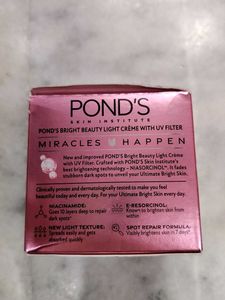 POND'S
SKIN INSTITUTE
POND'S BRIGHT BEAUTY LIGHT CRÈME WITH UV FILTER
MIRACLES HAPPEN
New and improved POND'S Bright Beauty Light Crème
with UV Filter. Crafted with POND'S Skin Institute's
best brightening technology – NIASORCINOL™. It fades
stubborn dark spots to unveil your Ultimate Bright Skin.
Clinically proven and dermatologically tested to make you feel
beautiful today and every day. For your Ultimate Bright Skin every day.
NIACINAMIDE:
Goes 10 layers deep to repair
dark spots^
E-RESORCINOL:
Known to brighten skin from
within
NEW LIGHT TEXTURE:
Spreads easily and gets
absorbed quickly
SPOT REPAIR FORMULA:
Visibly brightens skin in 7 days*